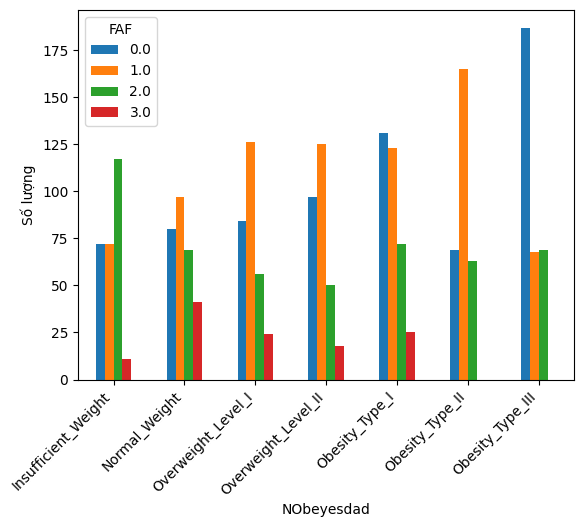 FAF
0.0
1.0
2.0
3.0
175
150
125
100
75
50
25
0
Số lượng
Insufficient_Weight
Normal_Weight
Overweight_Level_I
Overweight_Level_II
Obesity_Type_I
Obesity_Type_II
Obesity_Type_III
NObeyesdad